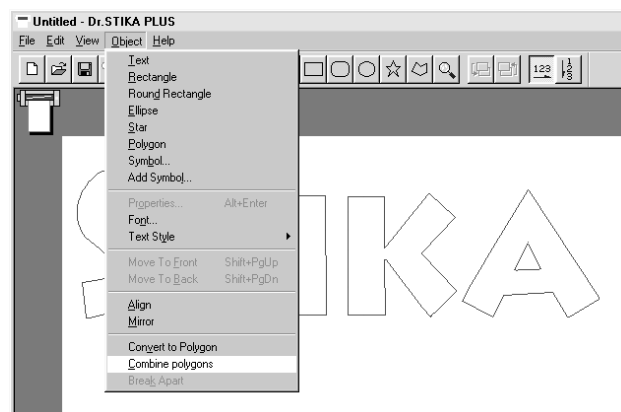 Untitled - Dr.STIKA PLUS
File Edit View Object Help
123
123
Text
Rectangle
Round Rectangle
Ellipse
Star
Polygon
Symbol...
Add Symbol...
Properties... Alt+Enter
Font...
Text Style
Move To Front Shift+PgUp
Move To Back Shift+PgDn
Align
Mirror
Convert to Polygon
Combine polygons
Break Apart
KA